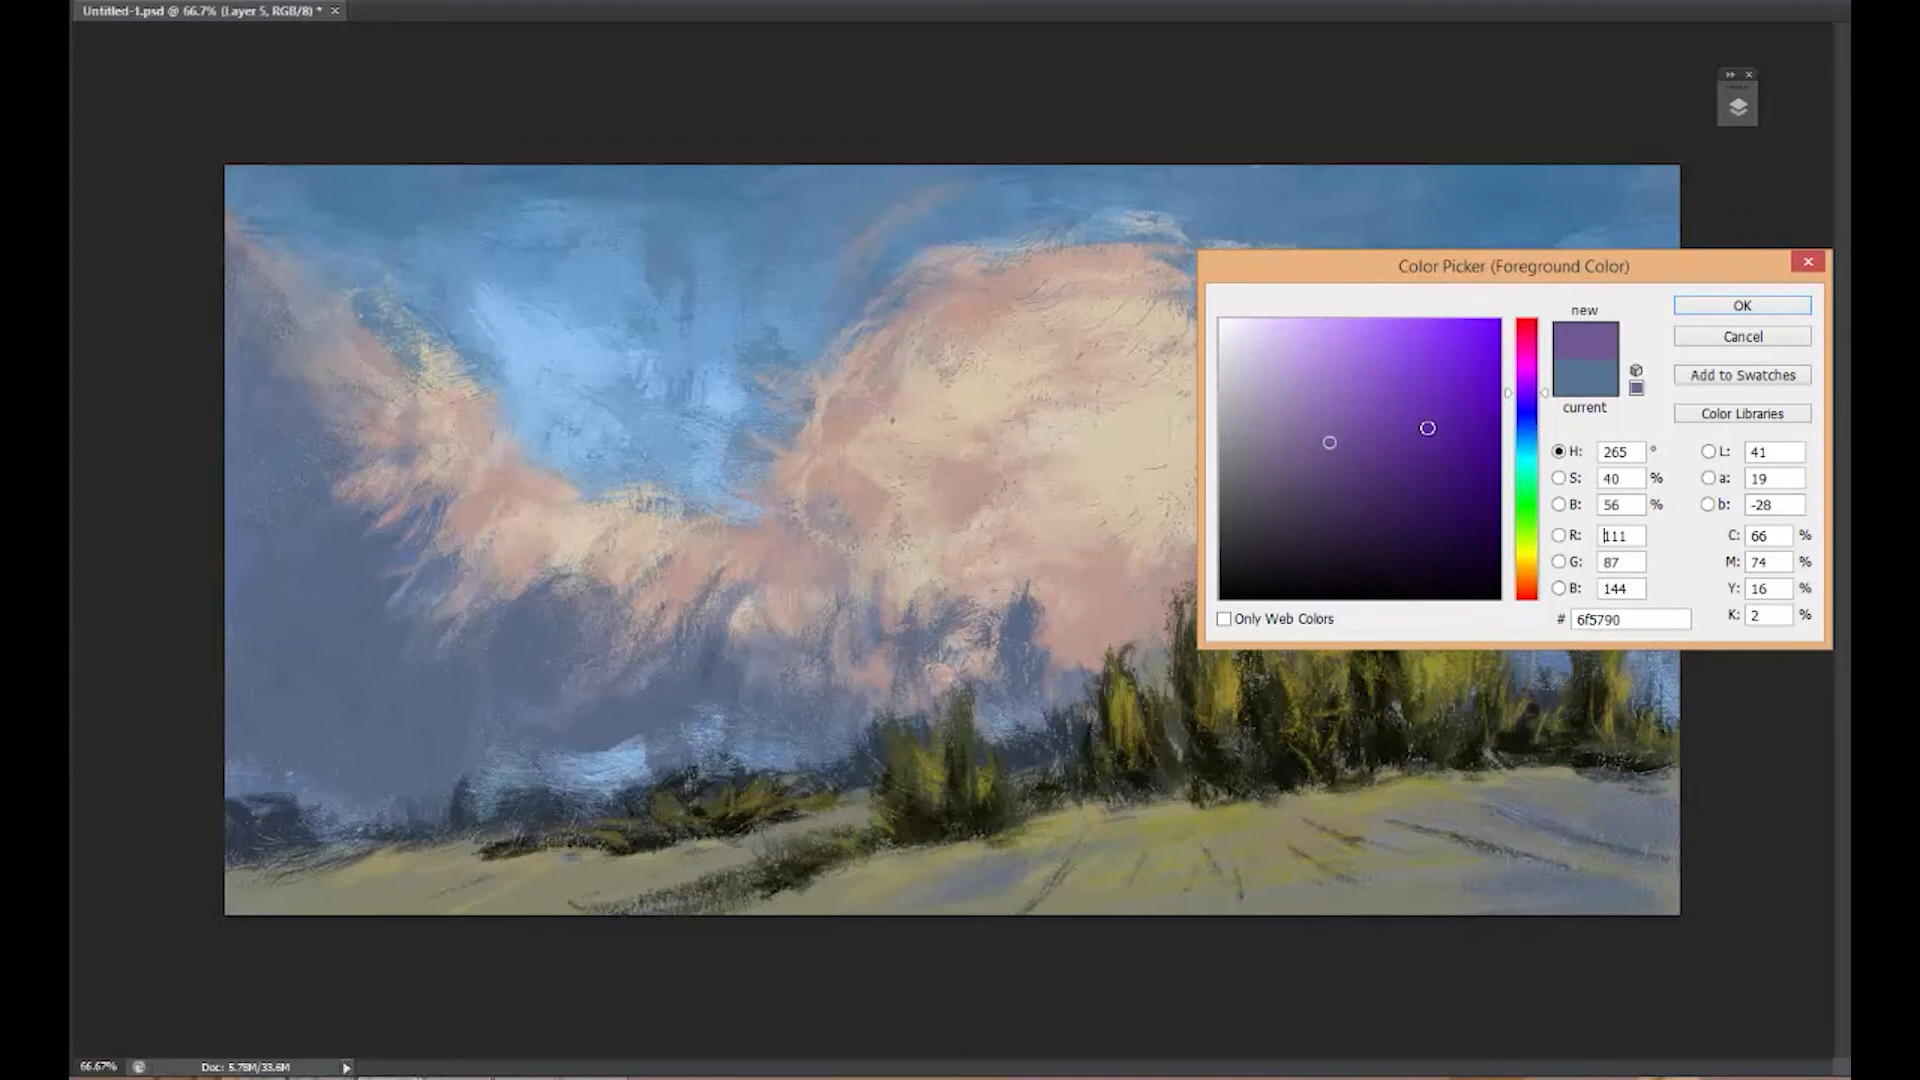 Untitled-1.psd @ 66.7% (Layer 5, RGB/8) *
Color Picker (Foreground Color)
new
current
OK
Cancel
Add to Swatches
Color Libraries
H: 265 °
S: 40 %
B: 56 %
R: 111
G: 87
B: 144
# 6f5790
L: 41
a: 19
b: -28
C: 66 %
M: 74 %
Y: 16 %
K: 2 %
Only Web Colors
66.67%
Doc: 5.78M/33.6M